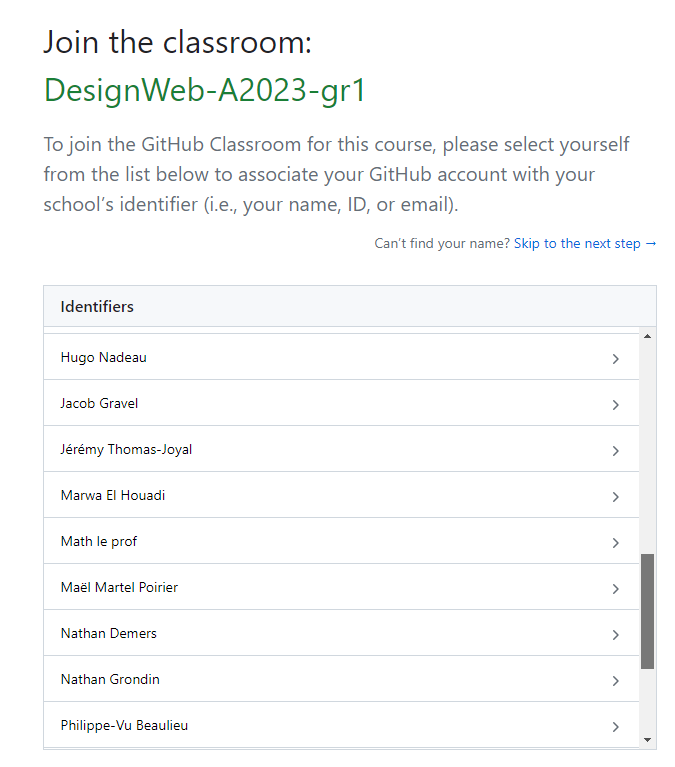 Join the classroom:
DesignWeb-A2023-gr1
To join the GitHub Classroom for this course, please select yourself
from the list below to associate your GitHub account with your
school’s identifier (i.e., your name, ID, or email).
Can’t find your name? Skip to the next step →
Identifiers
Hugo Nadeau
Jacob Gravel
Jérémy Thomas-Joyal
Marwa El Houadi
Math le prof
Maël Martel Poirier
Nathan Demers
Nathan Grondin
Philippe-Vu Beaulieu